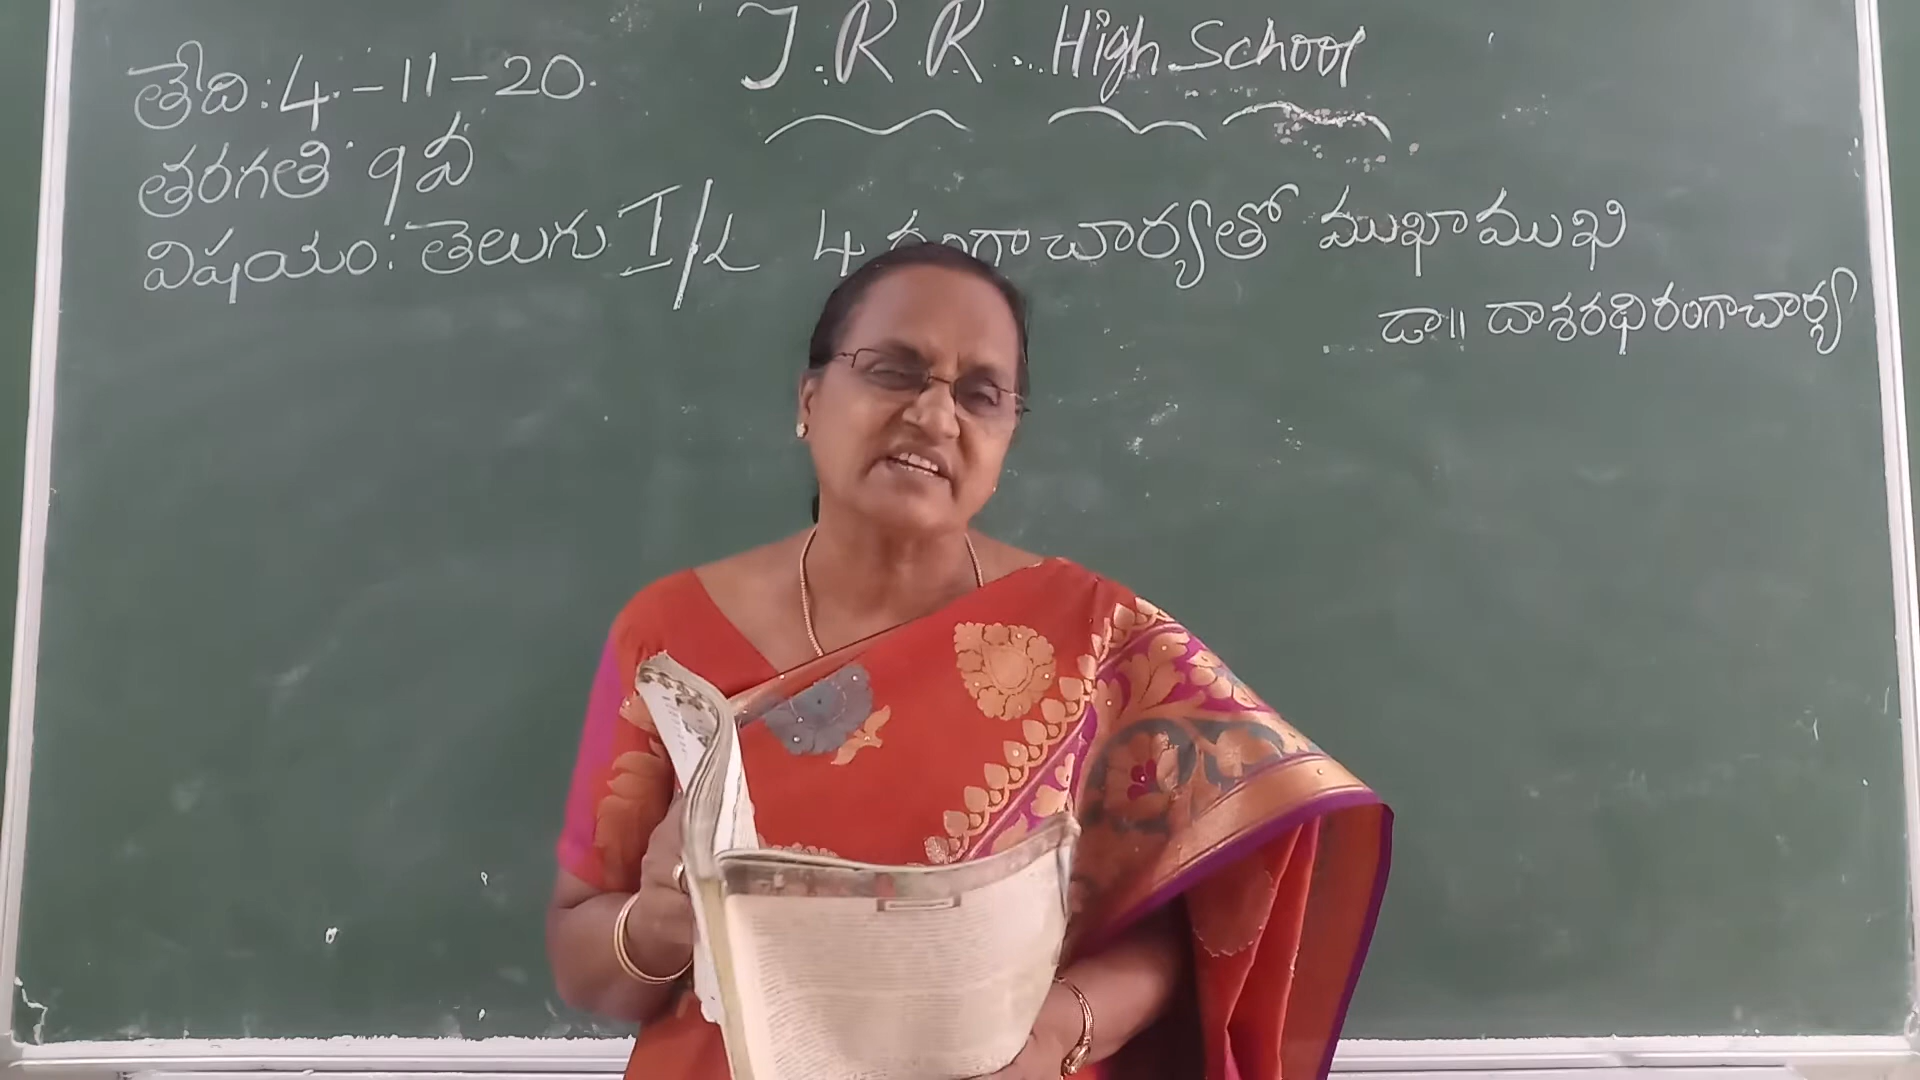 J.R R. High School
తేది: 4-11-20.
తరగతి 9వ
విషయం: తెలుగు I/L 4 రంగాచార్యతో ముఖాముఖి
డా॥ దాశరథిరంగాచార్య